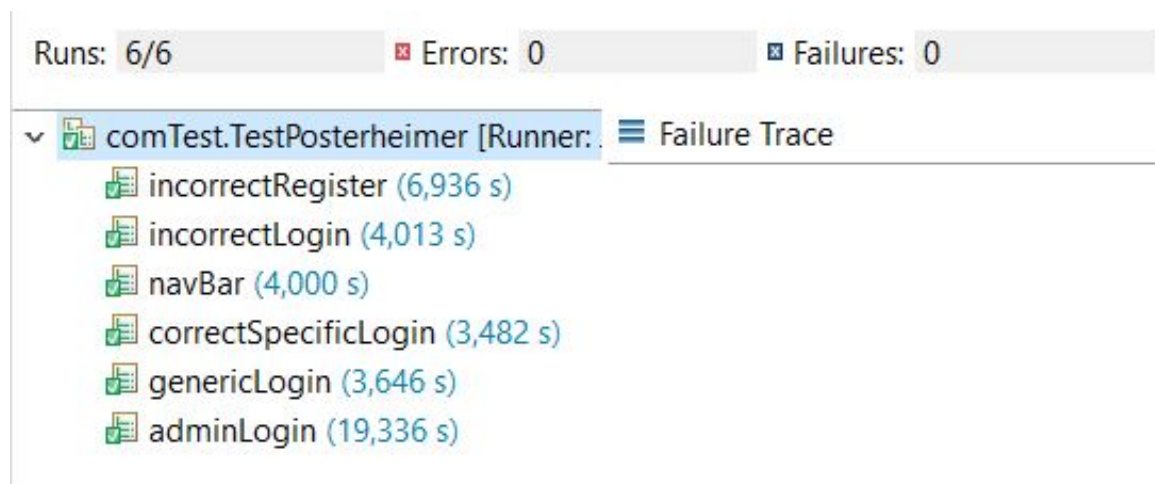 Runs: 6/6 Errors: 0 Failures: 0
comTest.TestPosterheimer [Runner: Failure Trace
incorrectRegister (6,936 s)
incorrectLogin (4,013 s)
navBar (4,000 s)
correctSpecificLogin (3,482 s)
genericLogin (3,646 s)
adminLogin (19,336 s)